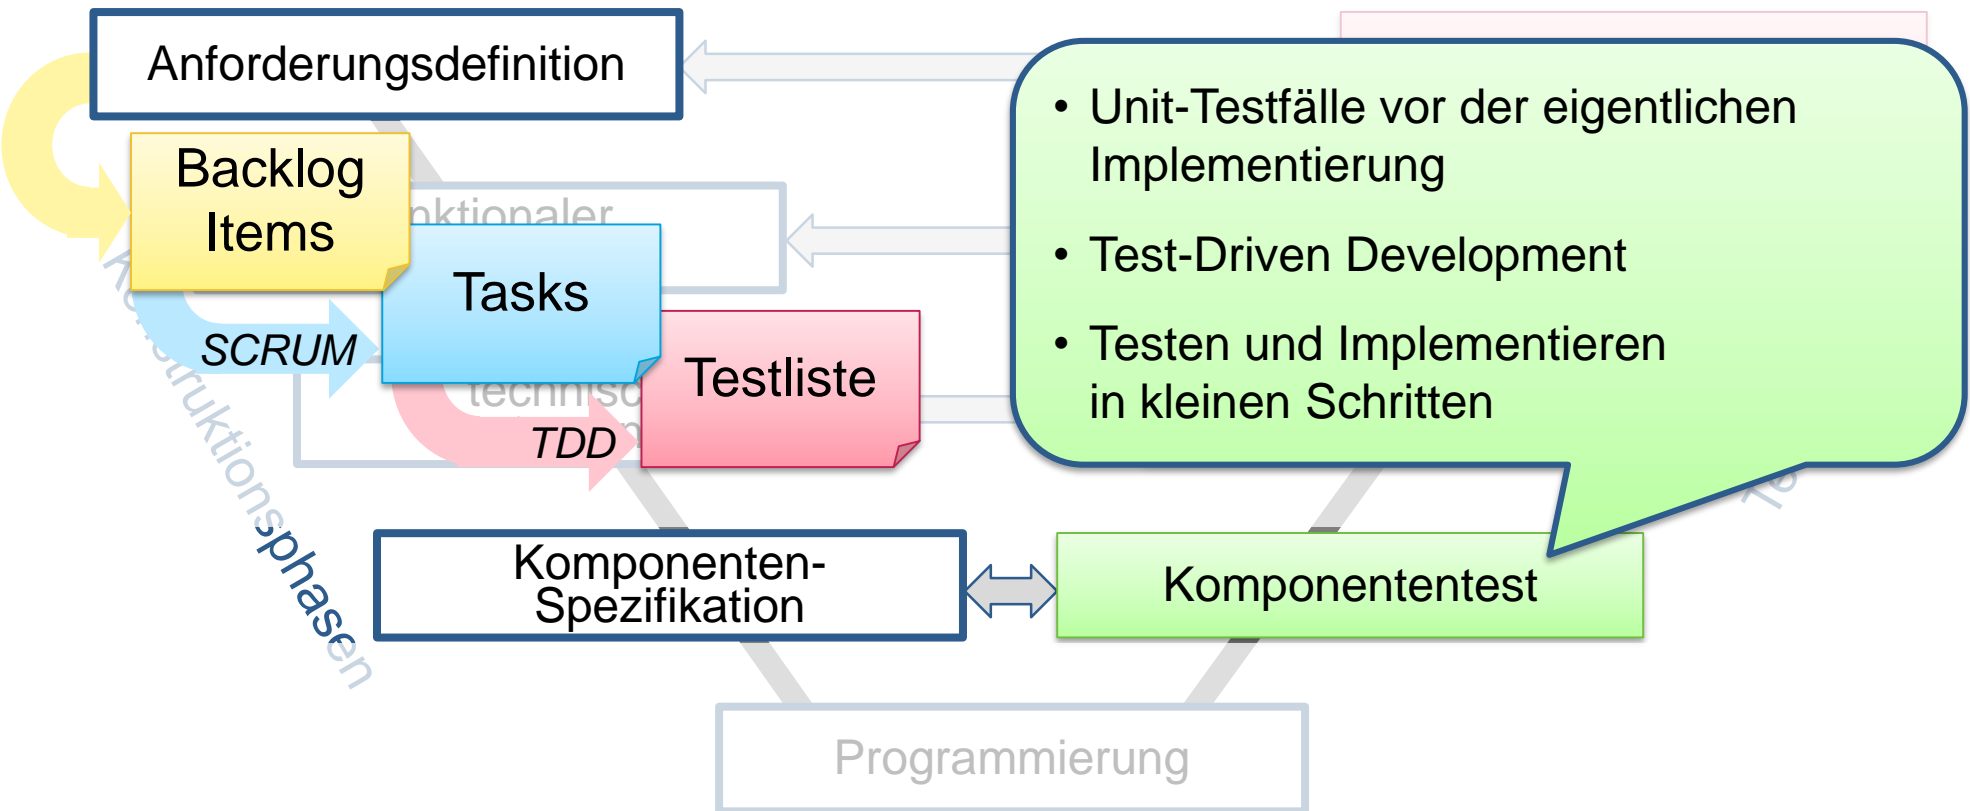 Anforderungsdefinition
• Unit-Testfälle vor der eigentlichen
Implementierung
• Test-Driven Development
• Testen und Implementieren
in kleinen Schritten
Backlog
Items
Tasks
SCRUM
Testliste
TDD
Komponenten-
Spezifikation
Komponententest
Programmierung